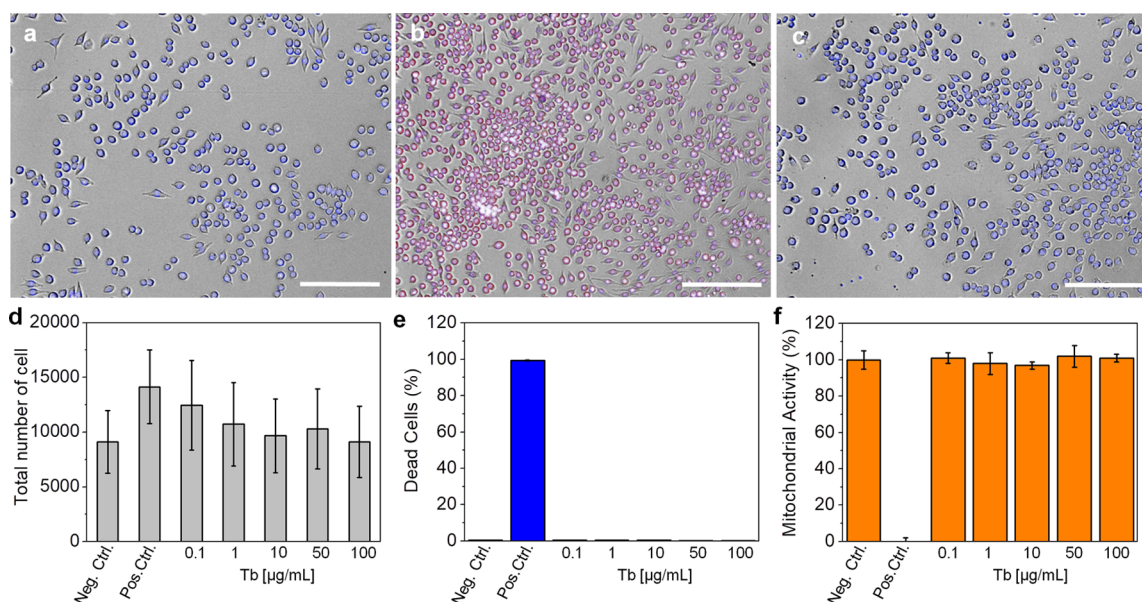 a
b
c
d
20000
15000
10000
5000
0
Total number of cell
Neg. Ctrl.
Pos.Ctrl.
0.1
1
10
50
100
Tb [µg/mL]
e
120
100
80
60
40
20
0
Dead Cells (%)
Neg. Ctrl.
Pos.Ctrl.
0.1
1
10
50
100
Tb [µg/mL]
f
120
100
80
60
40
20
0
Mitochondrial Activity (%)
Neg. Ctrl.
Pos.Ctrl.
0.1
1
10
50
100
Tb [µg/mL]